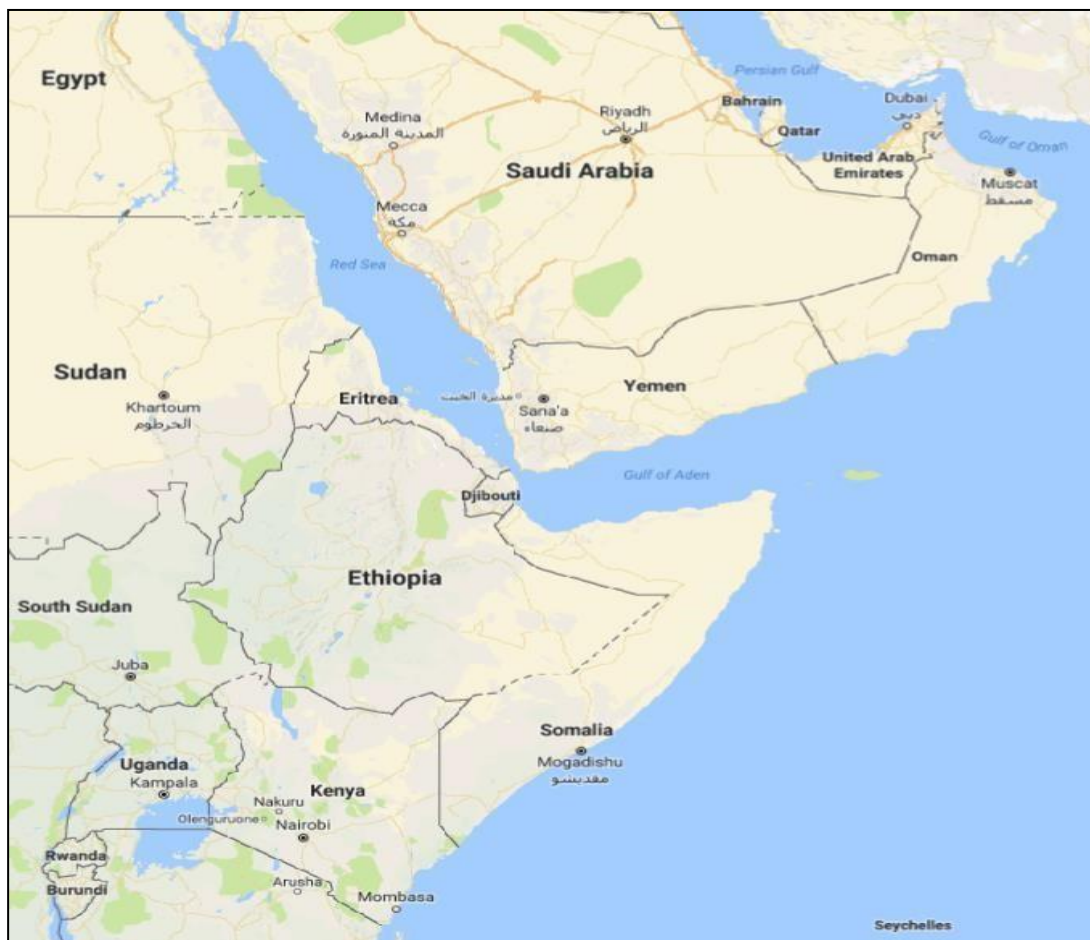 Egypt
Persian Gulf
Bahrain
Dubai
دبي
Qatar
Medina
المدينة المنورة
Riyadh
الرياض
Gulf of Oman
United Arab
Emirates
Saudi Arabia
Muscat
مسقط
Mecca
مكة
Oman
Red Sea
Sudan
Yemen
Khartoum
الخرطوم
Eritrea
Sana'a
صنعاء
Gulf of Aden
Djibouti
Ethiopia
South Sudan
Juba
Somalia
Mogadishu
مقديشو
Uganda
Kampala
Kenya
Nakuru
Olenguruone
Nairobi
Rwanda
Burundi
Arusha
Mombasa
Seychelles